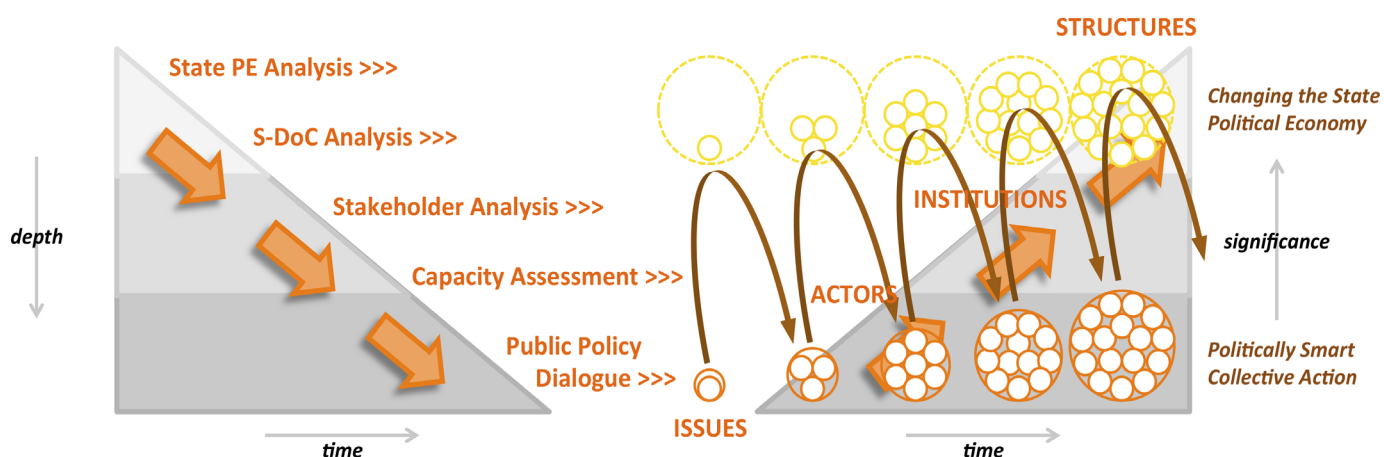 State PE Analysis >>>
S-DoC Analysis >>>
Stakeholder Analysis >>>
Capacity Assessment >>>
Public Policy
Dialogue >>>
depth
time
STRUCTURES
INSTITUTIONS
ACTORS
ISSUES
Changing the State
Political Economy
significance
Politically Smart
Collective Action
time